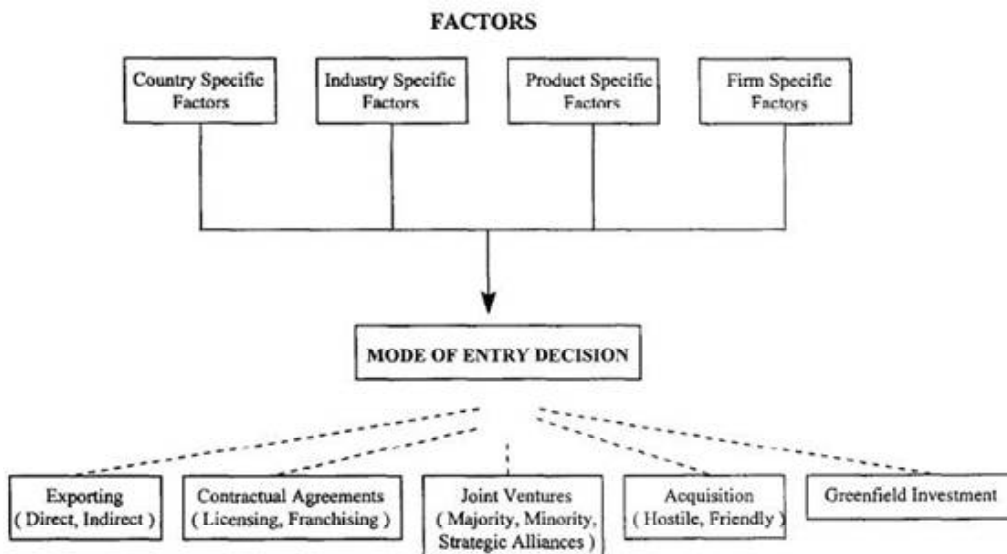 FACTORS
Country Specific
Factors
Industry Specific
Factors
Product Specific
Factors
Firm Specific
Factors
MODE OF ENTRY DECISION
Exporting
( Direct, Indirect )
Contractual Agreements
( Licensing, Franchising )
Joint Ventures
( Majority, Minority,
Strategic Alliances )
Acquisition
( Hostile, Friendly )
Greenfield Investment